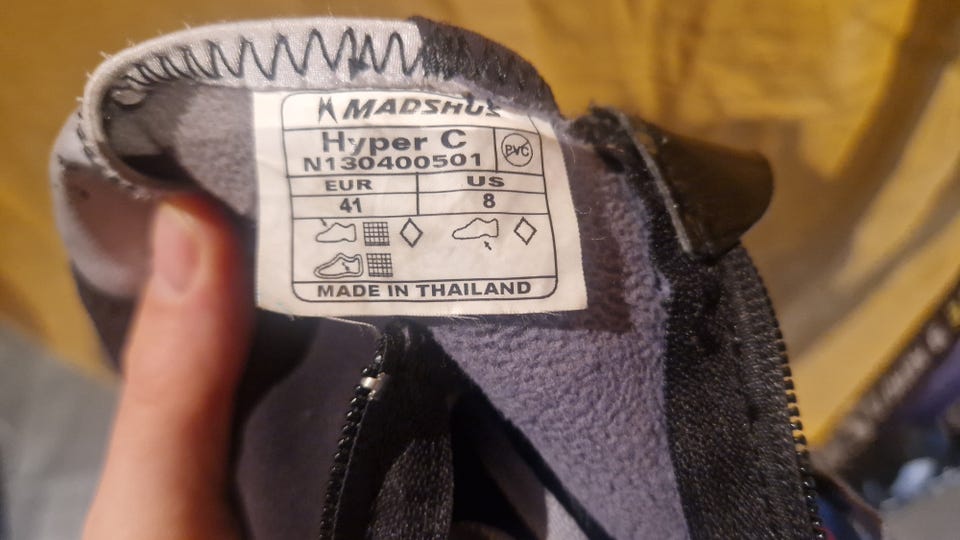 MADSHUS
Hyper C
N130400501
PVC
EUR US
41 8
MADE IN THAILAND